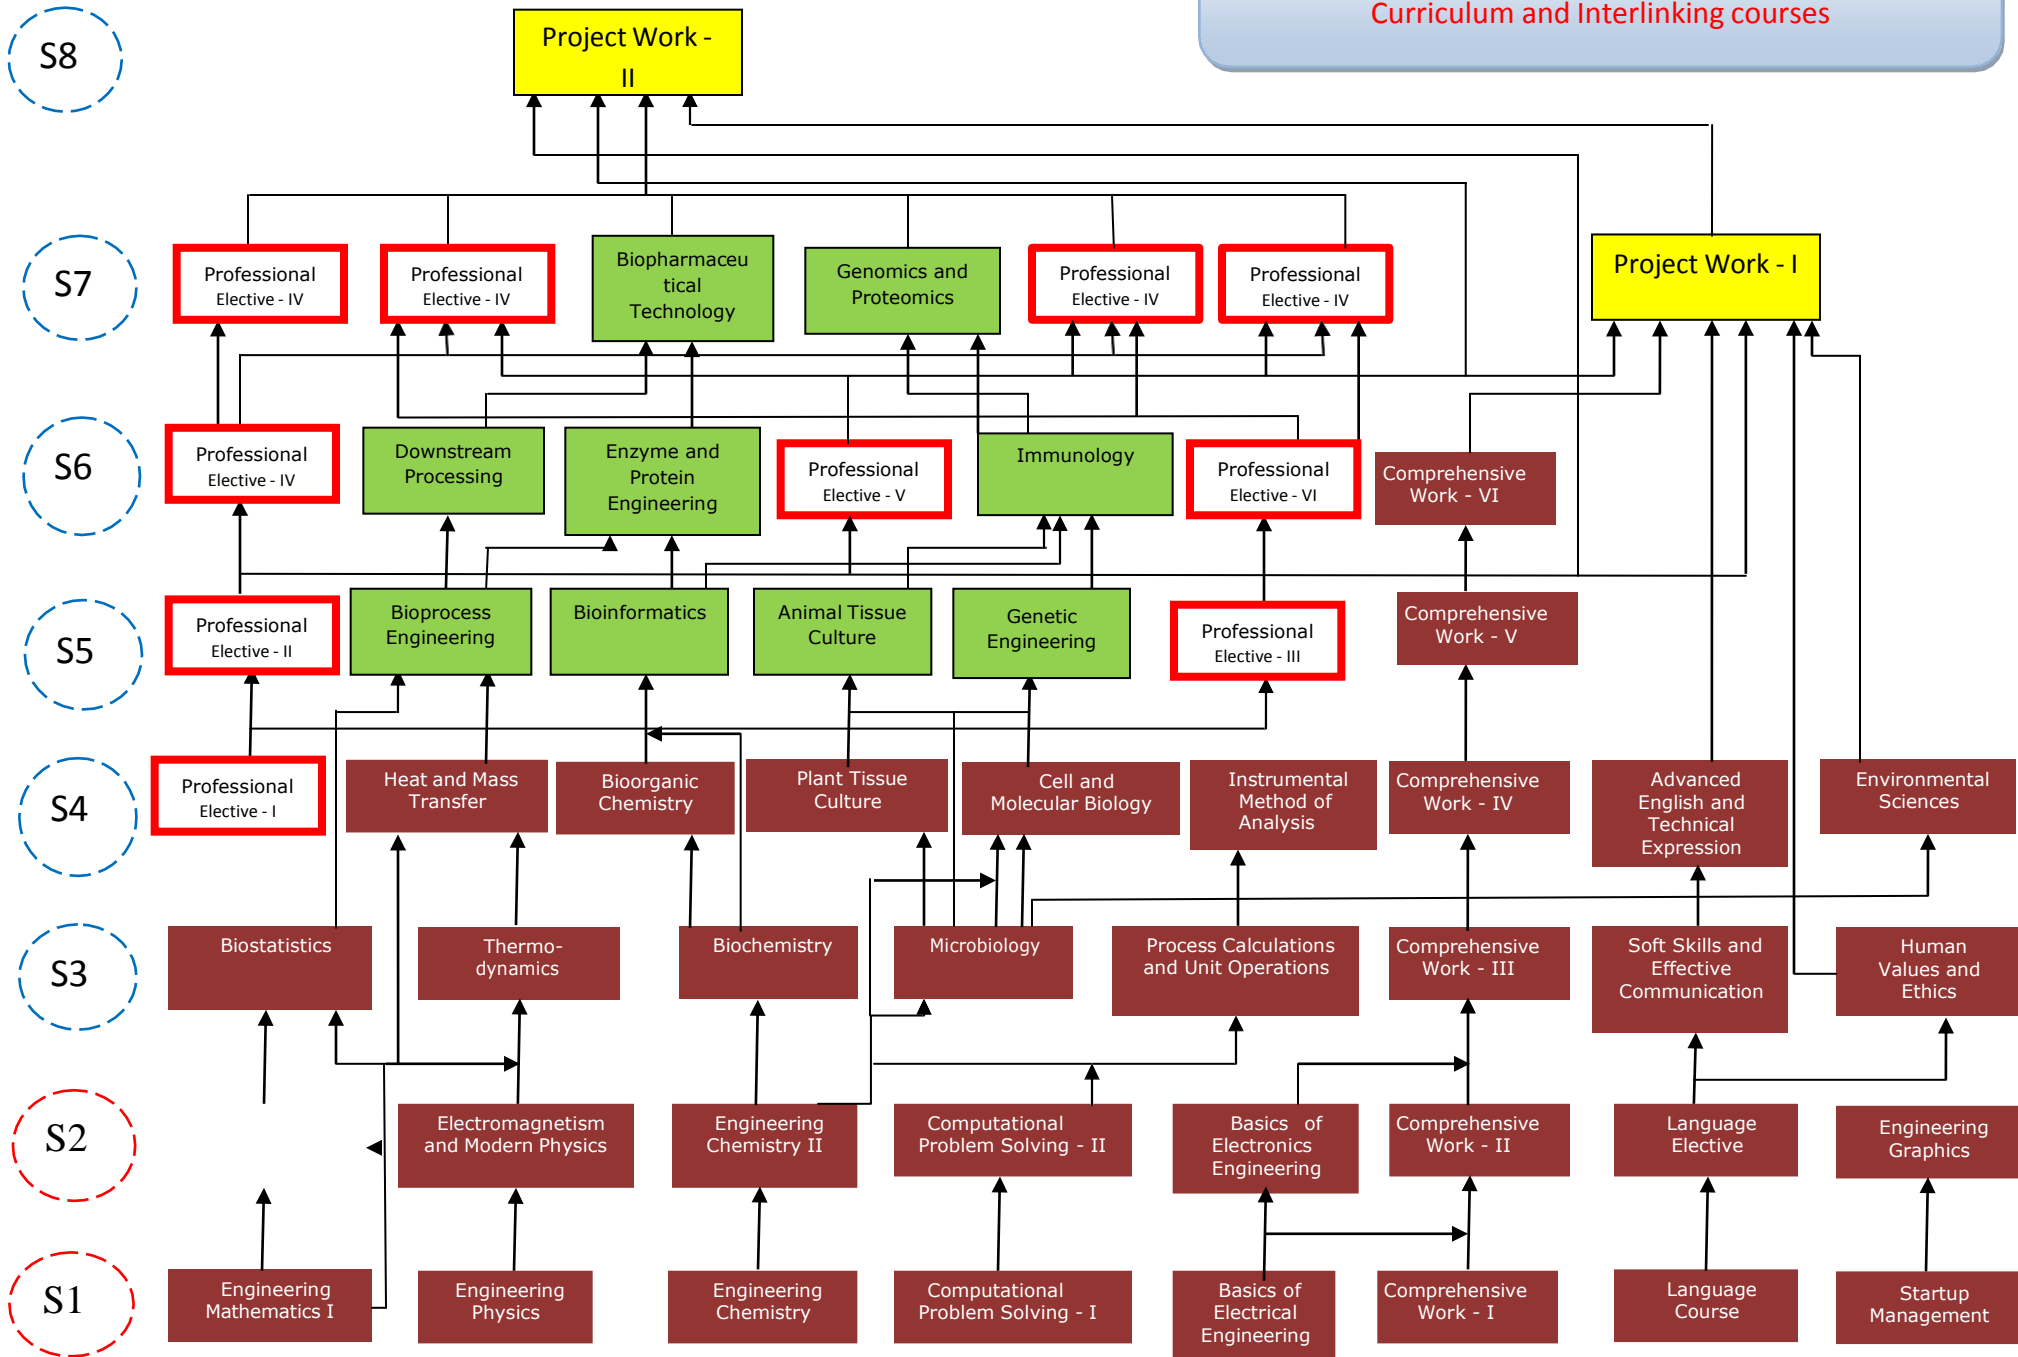 Curriculum and Interlinking courses
S8
Project Work -
II
S7
Professional
Elective - IV
Professional
Elective - IV
Biopharmaceu
tical
Technology
Genomics and
Proteomics
Professional
Elective - IV
Professional
Elective - IV
Project Work - I
S6
Professional
Elective - IV
Downstream
Processing
Enzyme and
Protein
Engineering
Professional
Elective - V
Immunology
Professional
Elective - VI
Comprehensive
Work - VI
S5
Professional
Elective - II
Bioprocess
Engineering
Bioinformatics
Animal Tissue
Culture
Genetic
Engineering
Professional
Elective - III
Comprehensive
Work - V
S4
Professional
Elective - I
Heat and Mass
Transfer
Bioorganic
Chemistry
Plant Tissue
Culture
Cell and
Molecular Biology
Instrumental
Method of
Analysis
Comprehensive
Work - IV
Advanced
English and
Technical
Expression
Environmental
Sciences
S3
Biostatistics
Thermo-
dynamics
Biochemistry
Microbiology
Process Calculations
and Unit Operations
Comprehensive
Work - III
Soft Skills and
Effective
Communication
Human
Values and
Ethics
S2
Electromagnetism
and Modern Physics
Engineering
Chemistry II
Computational
Problem Solving - II
Basics of
Electronics
Engineering
Comprehensive
Work - II
Language
Elective
Engineering
Graphics
S1
Engineering
Mathematics I
Engineering
Physics
Engineering
Chemistry
Computational
Problem Solving - I
Basics of
Electrical
Engineering
Comprehensive
Work - I
Language
Course
Startup
Management